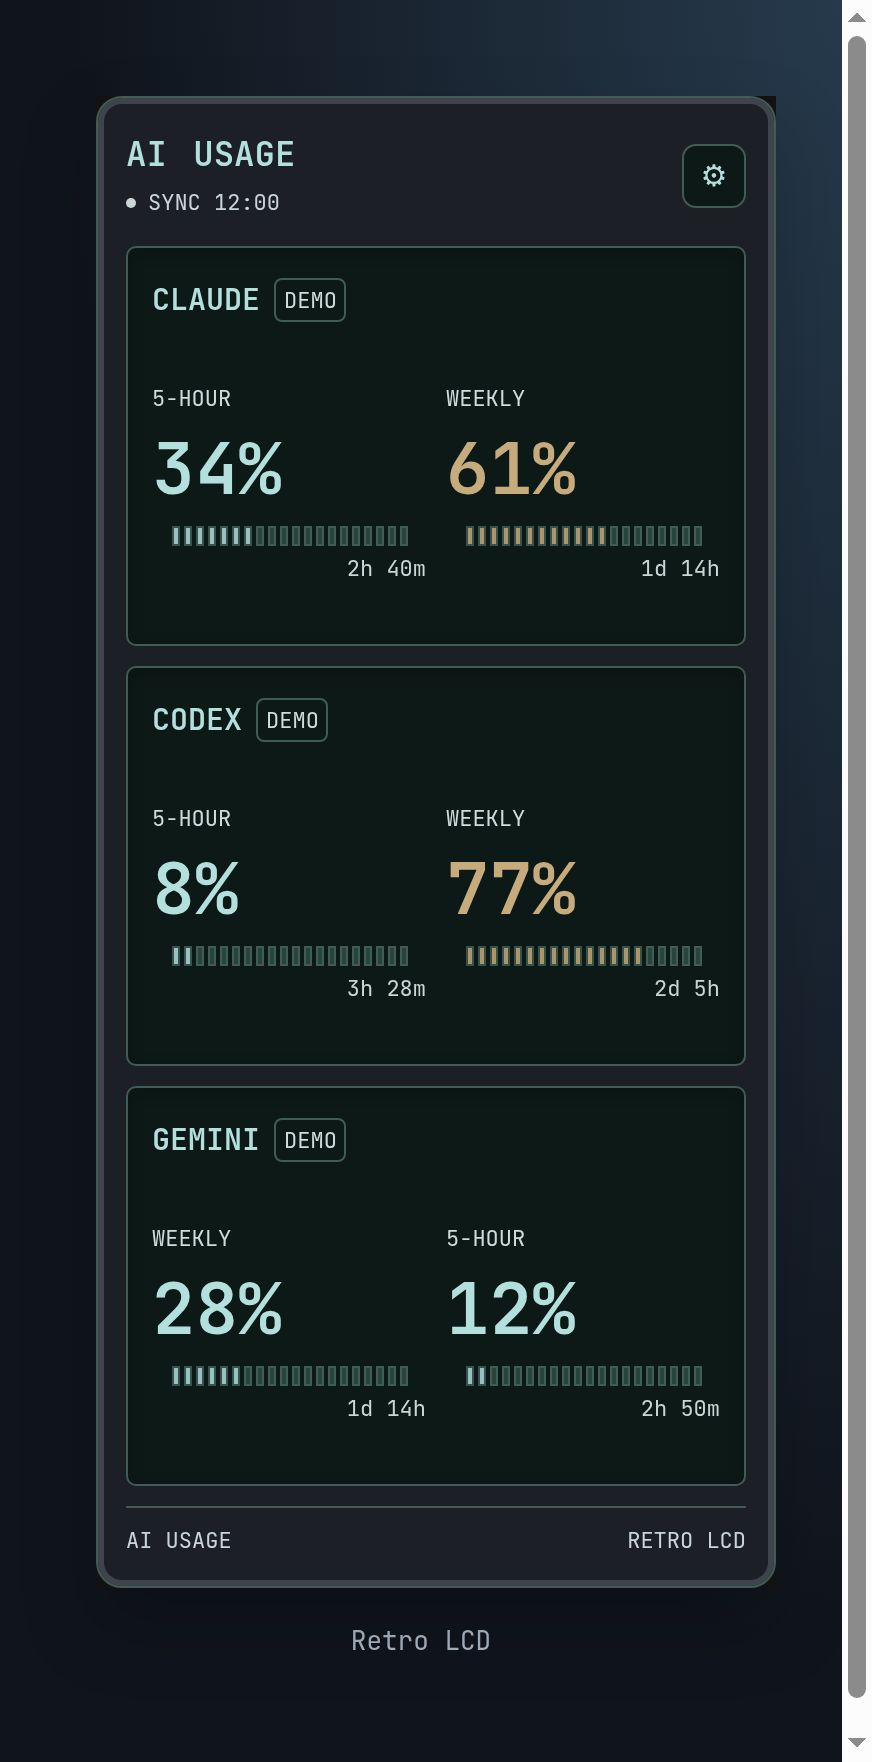 AI USAGE
SYNC 12:00
CLAUDE DEMO
5-HOUR WEEKLY
34% 61%
2h 40m 1d 14h
CODEX DEMO
5-HOUR WEEKLY
8% 77%
3h 28m 2d 5h
GEMINI DEMO
WEEKLY 5-HOUR
28% 12%
1d 14h 2h 50m
AI USAGE RETRO LCD
Retro LCD